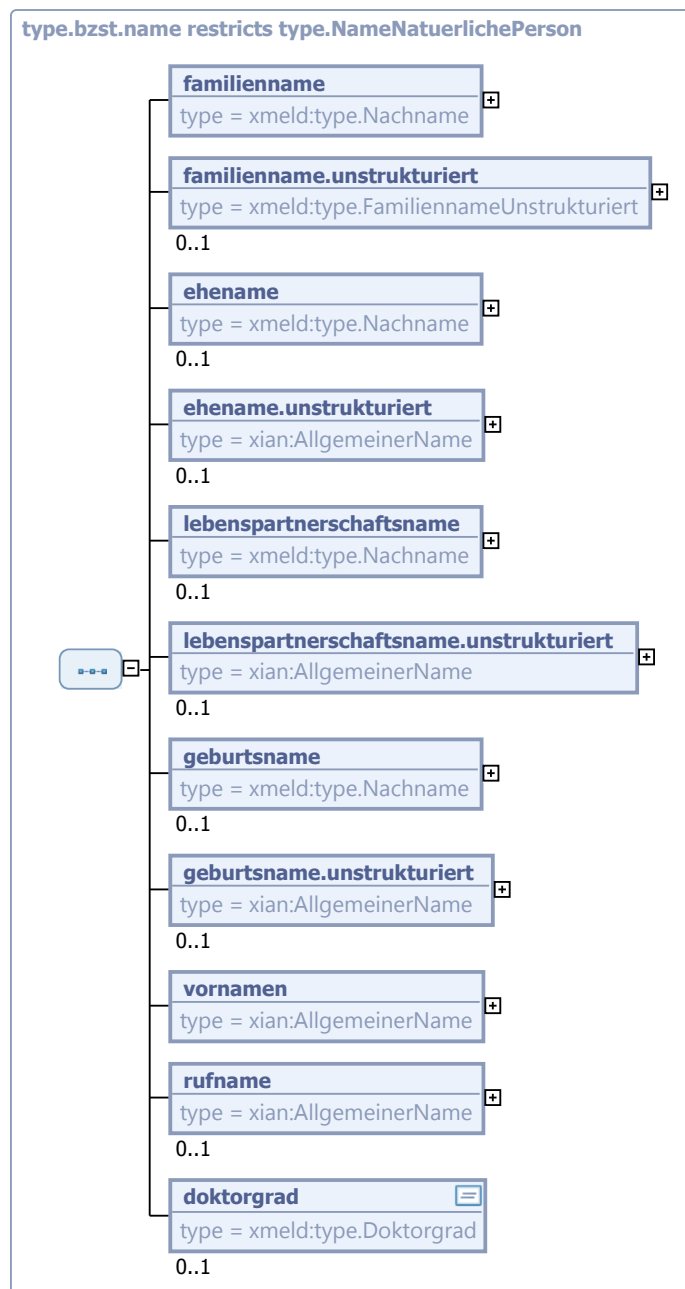 type.bzst.name restricts type.NameNatuerlichePerson
familienname
type = xmeld:type.Nachname
familienname.unstrukturiert
type = xmeld:type.FamiliennameUnstrukturiert
0..1
ehename
type = xmeld:type.Nachname
0..1
ehename.unstrukturiert
type = xian:AllgemeinerName
0..1
lebenspartnerschaftsname
type = xmeld:type.Nachname
0..1
lebenspartnerschaftsname.unstrukturiert
type = xian:AllgemeinerName
0..1
geburtsname
type = xmeld:type.Nachname
0..1
geburtsname.unstrukturiert
type = xian:AllgemeinerName
0..1
vornamen
type = xian:AllgemeinerName
rufname
type = xian:AllgemeinerName
0..1
doktorgrad
type = xmeld:type.Doktorgrad
0..1